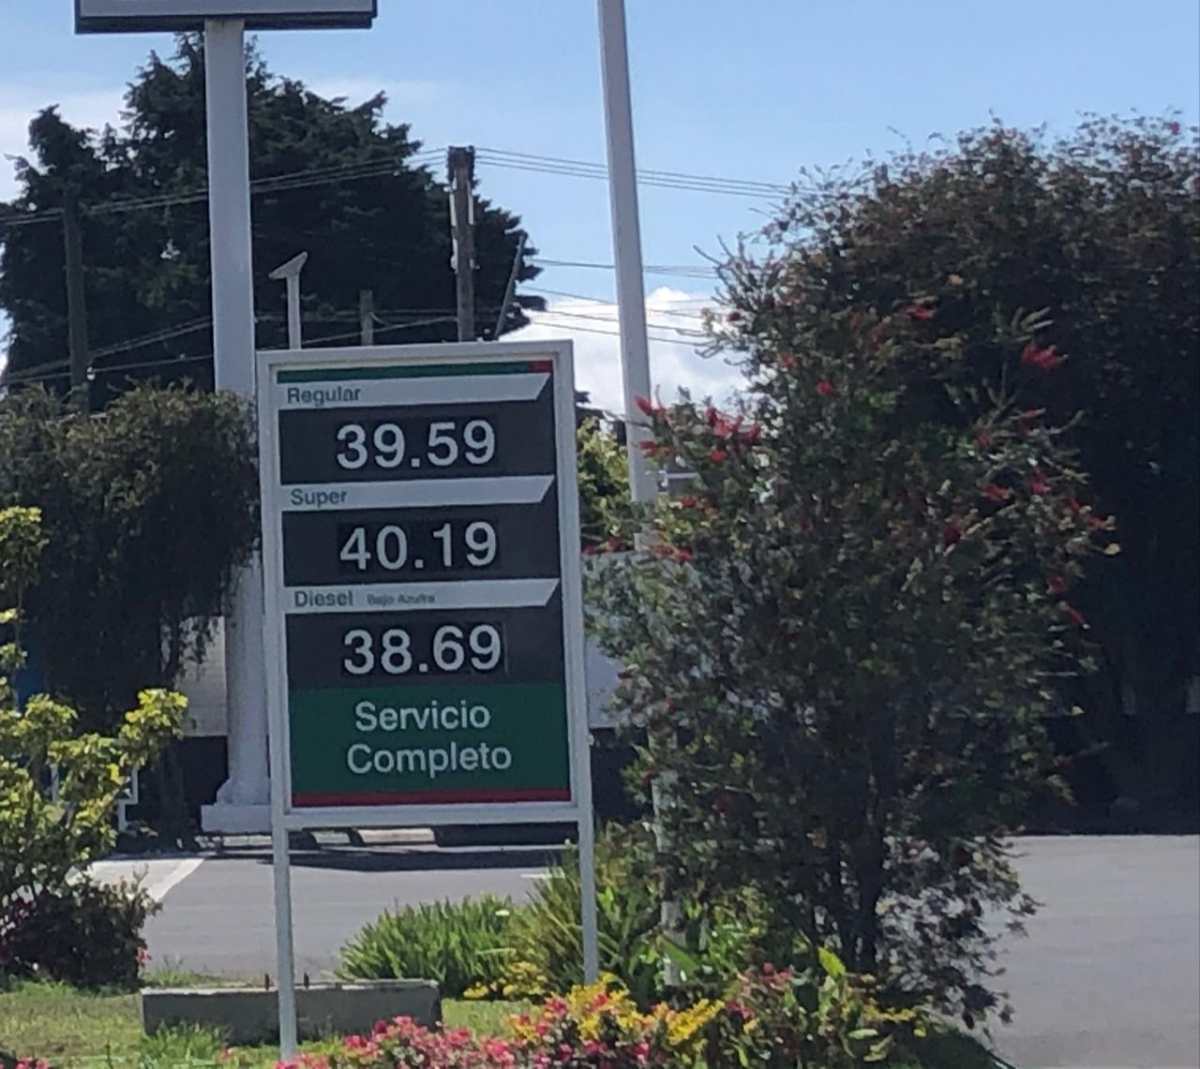 Regular
39.59
Super
40.19
Diesel Bajo Azufre
38.69
Servicio
Completo